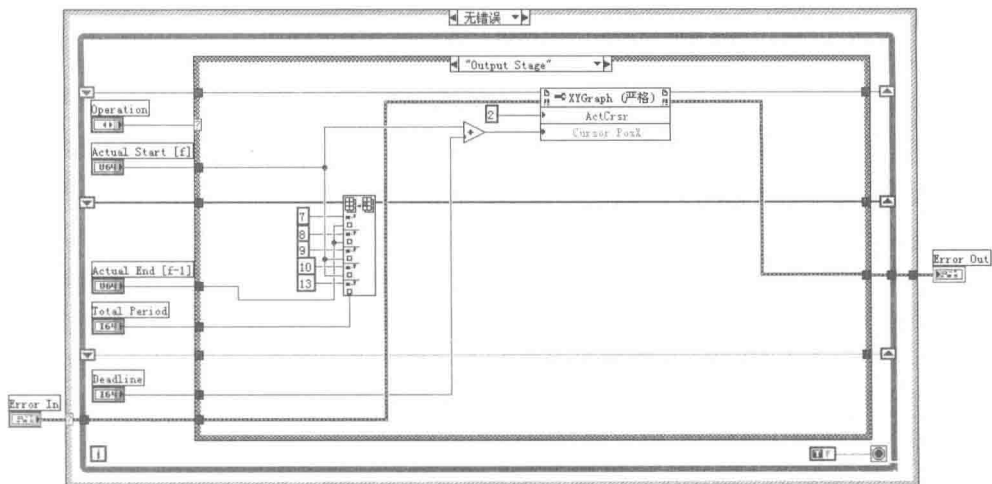 无错误
"Output Stage"
Operation
XYGraph (严格)
2
ActCrsr
Cursor PosX
Actual Start [f]
U64
+
7
8
9
10
13
Actual End [f-1]
U64
Total Period
I64
Deadline
I64
Error In
Error Out
i
T F